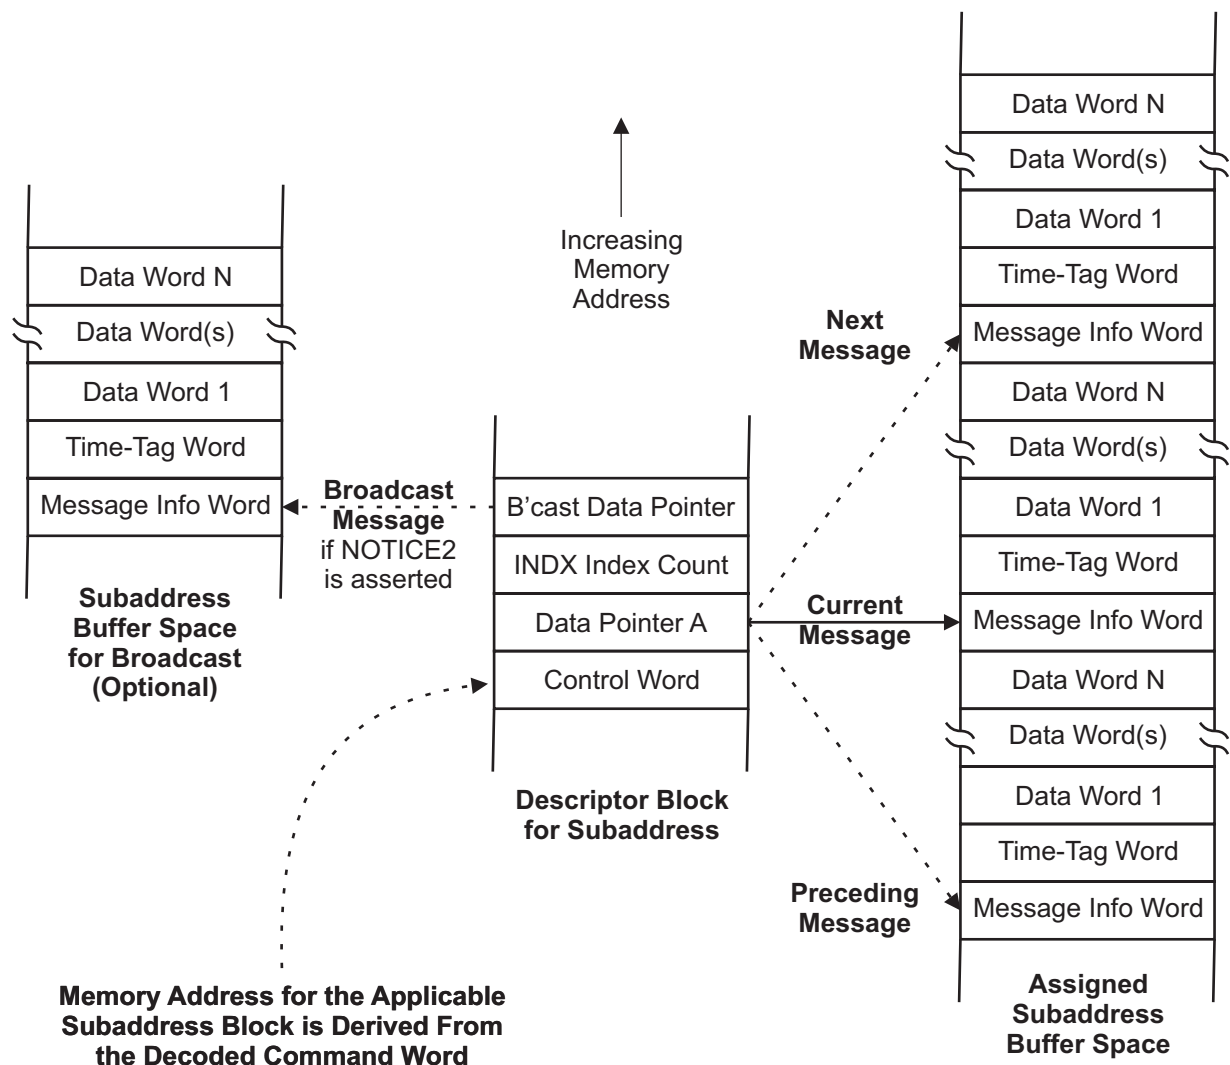 Data Word N
Data Word(s)
Data Word 1
Time-Tag Word
Message Info Word
Subaddress
Buffer Space
for Broadcast
(Optional)
Increasing
Memory
Address
Broadcast
Message
if NOTICE2
is asserted
B'cast Data Pointer
INDX Index Count
Data Pointer A
Control Word
Descriptor Block
for Subaddress
Memory Address for the Applicable
Subaddress Block is Derived From
the Decoded Command Word
Next
Message
Current
Message
Preceding
Message
Data Word N
Data Word(s)
Data Word 1
Time-Tag Word
Message Info Word
Data Word N
Data Word(s)
Data Word 1
Time-Tag Word
Message Info Word
Data Word N
Data Word(s)
Data Word 1
Time-Tag Word
Message Info Word
Assigned
Subaddress
Buffer Space